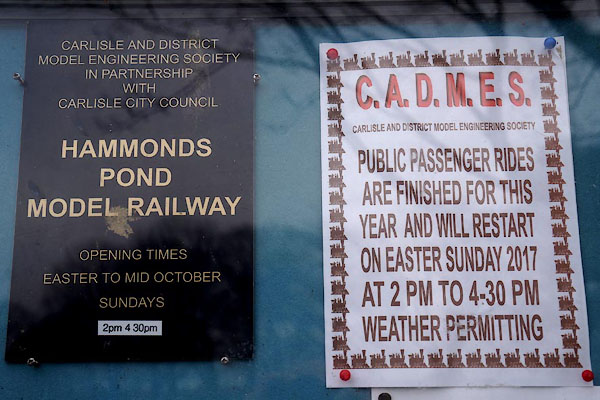 CARLISLE AND DISTRICT
MODEL ENGINEERING SOCIETY
IN PARTNERSHIP
WITH
CARLISLE CITY COUNCIL
HAMMONDS
POND
MODEL RAILWAY
OPENING TIMES
EASTER TO MID OCTOBER
SUNDAYS
2pm 4 30pm
C.A.D.M.E.S.
CARLISLE AND DISTRICT MODEL ENGINEERING SOCIETY
PUBLIC PASSENGER RIDES
ARE FINISHED FOR THIS
YEAR AND WILL RESTART
ON EASTER SUNDAY 2017
AT 2 PM TO 4-30 PM
WEATHER PERMITTING